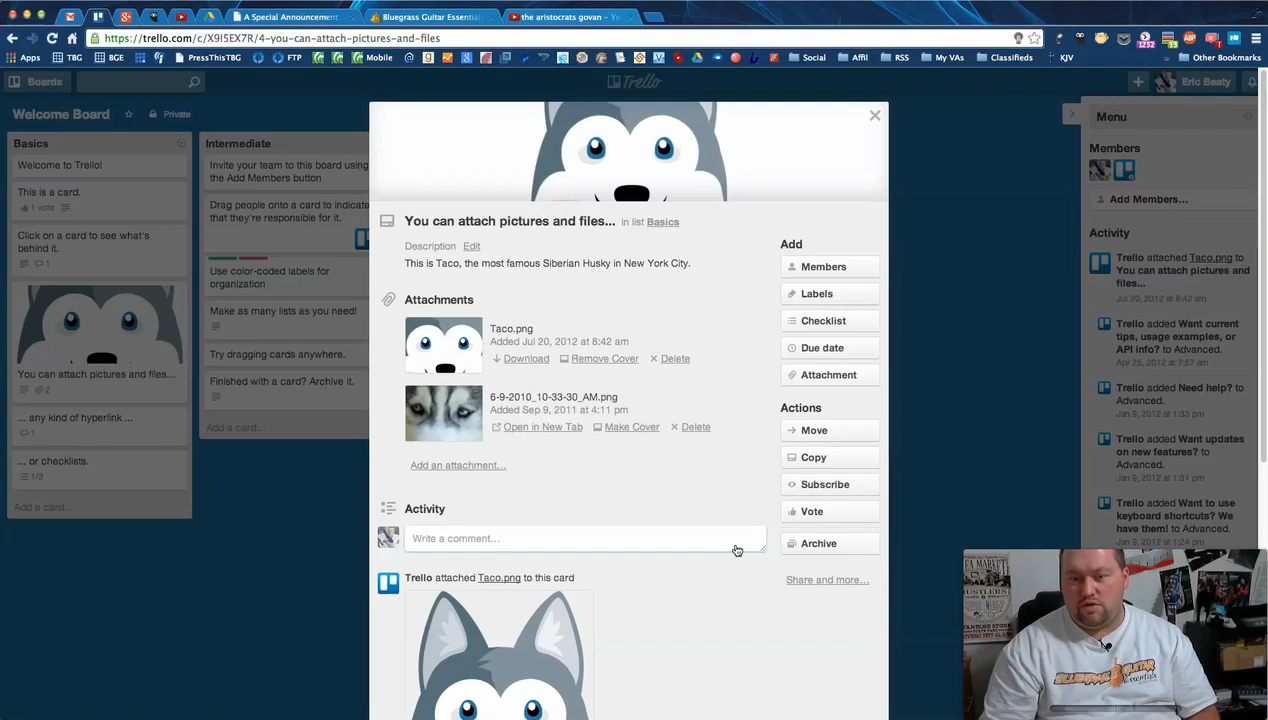 A Special Announcement
Bluegrass Guitar Essential
the aristocrats govan - Yo
https://trello.com/c/X9I5EX7R/4-you-can-attach-pictures-and-files
Apps TBG BGE PressThisTBG FTP Mobile Social Affil RSS My VAs Classifieds KJV Other Bookmarks
Boards Trello Eric Beaty
Welcome Board Private
Basics
Welcome to Trello!
This is a card.
1 vote
Click on a card to see what's
behind it.
1
You can attach pictures and files...
2
... any kind of hyperlink ...
1
... or checklists.
1/3
Add a card...
Intermediate
Invite your team to this board using
the Add Members button
Drag people onto a card to indicate
that they're responsible for it.
Use color-coded labels for
organization
Make as many lists as you need!
Try dragging cards anywhere.
Finished with a card? Archive it.
Add a card...
You can attach pictures and files... in list Basics
Description Edit
This is Taco, the most famous Siberian Husky in New York City.
Attachments
Taco.png
Added Jul 20, 2012 at 8:42 am
Download Remove Cover Delete
6-9-2010_10-33-30_AM.png
Added Sep 9, 2011 at 4:11 pm
Open in New Tab Make Cover Delete
Add an attachment...
Activity
Write a comment...
Trello attached Taco.png to this card
Add
Members
Labels
Checklist
Due date
Attachment
Actions
Move
Copy
Subscribe
Vote
Archive
Share and more...
Menu
Members
Add Members...
Activity
Trello attached Taco.png to
You can attach pictures and
files...
Jul 20, 2012 at 8:42 am
Trello added Want current
tips, usage examples, or
API info? to Advanced.
Apr 25, 2012 at 7:57 am
Trello added Need help? to
Advanced.
Jan 9, 2012 at 1:33 pm
Trello added Want updates
on new features? to
Advanced.
Jan 9, 2012 at 1:33 pm
Trello added Want to use
keyboard shortcuts? We
have them! to Advanced.
Jan 9, 2012 at 1:24 pm
BLUEGRASS GUITAR
Essentials